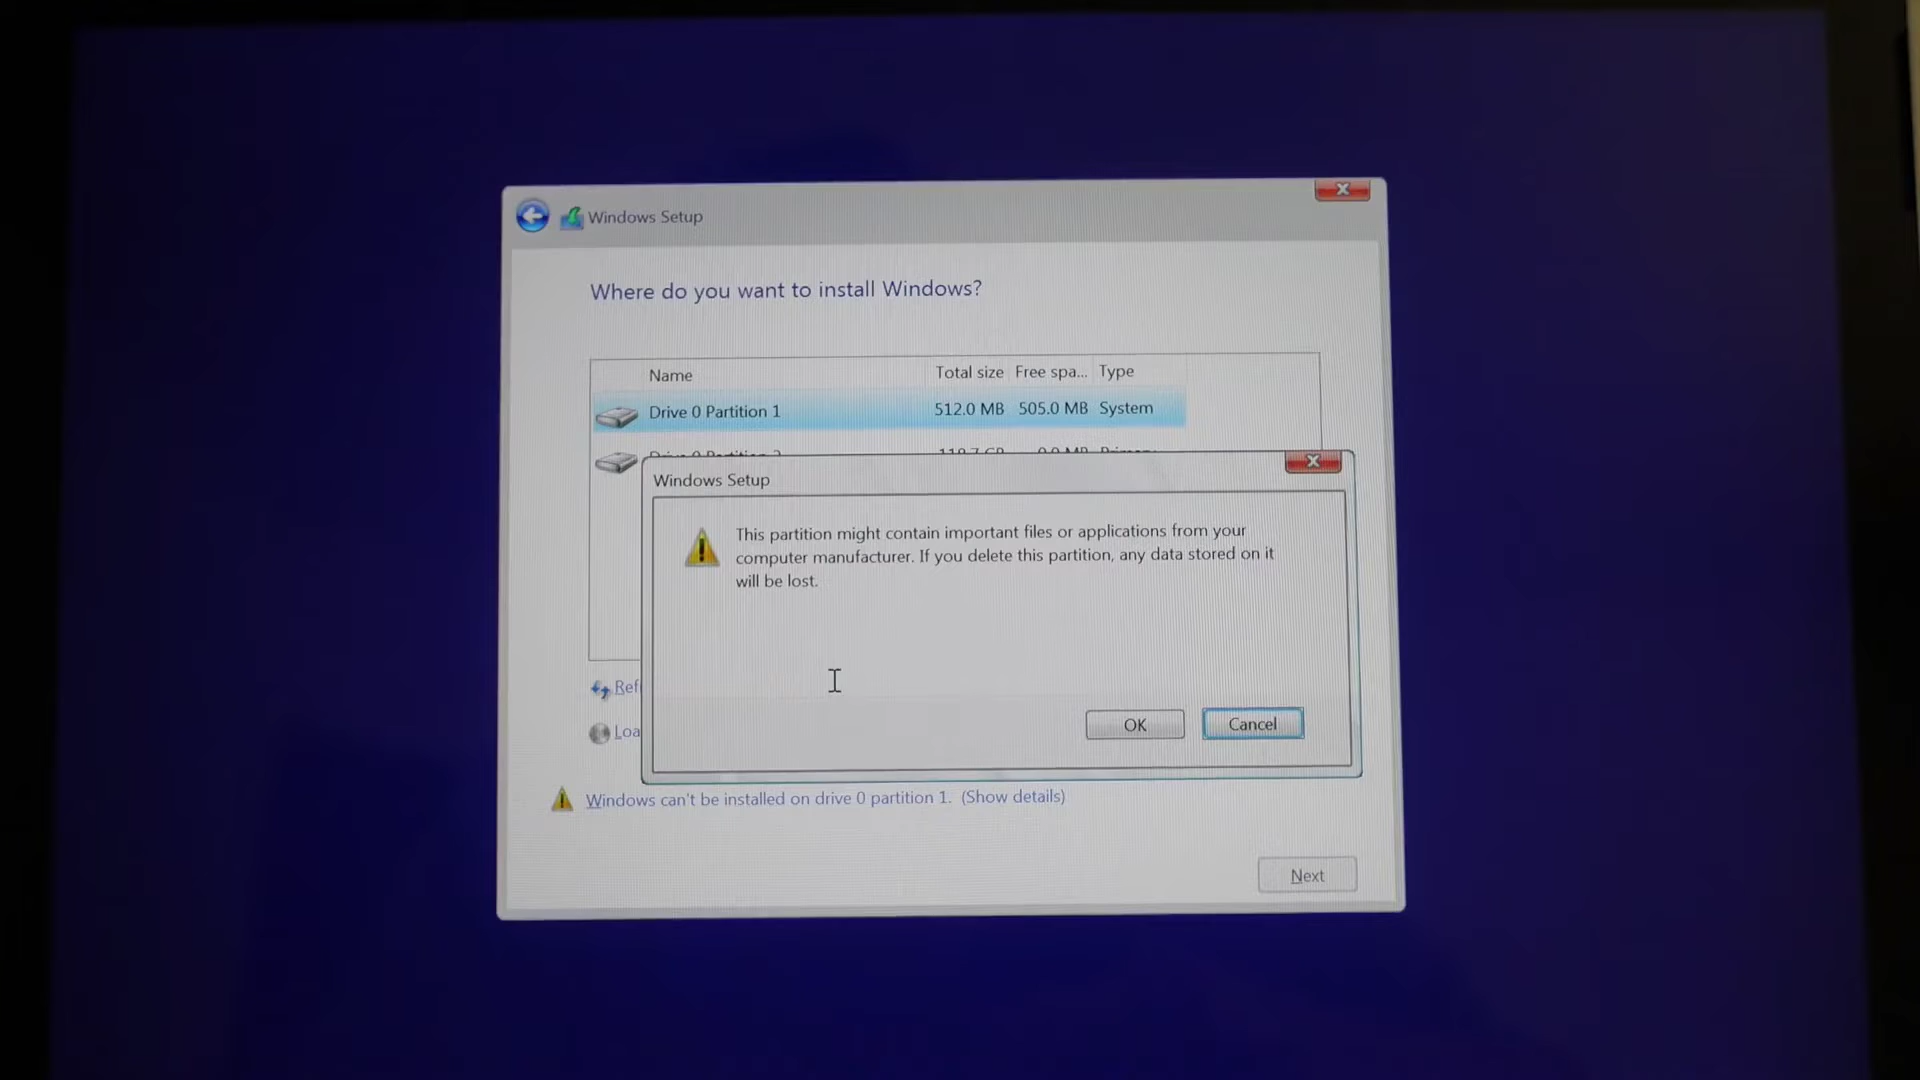 Windows Setup
Where do you want to install Windows?
Name Total size Free spa... Type
Drive 0 Partition 1 512.0 MB 505.0 MB System
Windows Setup
This partition might contain important files or applications from your
computer manufacturer. If you delete this partition, any data stored on it
will be lost.
Ref
Loa
OK Cancel
Windows can't be installed on drive 0 partition 1. (Show details)
Next